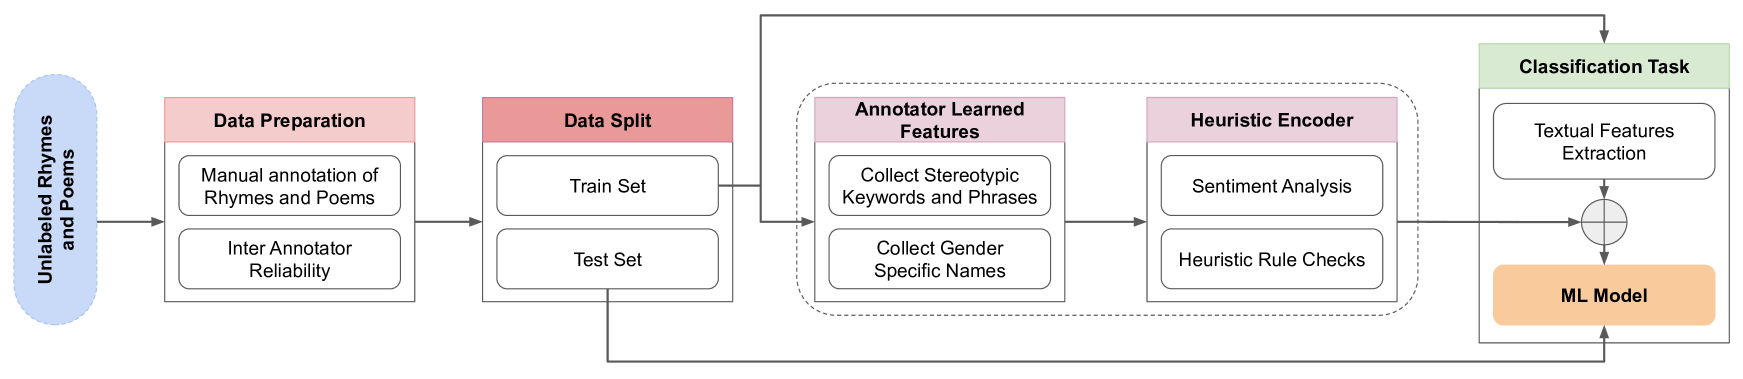 Unlabeled Rhymes
and Poems
Data Preparation
Manual annotation of
Rhymes and Poems
Inter Annotator
Reliability
Data Split
Train Set
Test Set
Annotator Learned
Features
Collect Stereotypic
Keywords and Phrases
Collect Gender
Specific Names
Heuristic Encoder
Sentiment Analysis
Heuristic Rule Checks
Classification Task
Textual Features
Extraction
ML Model